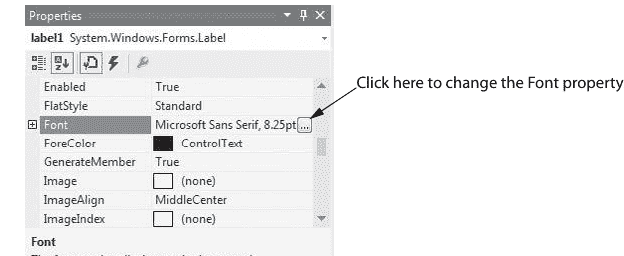 Properties
label1 System.Windows.Forms.Label
Enabled True
FlatStyle Standard
Font Microsoft Sans Serif, 8.25pt ...
Click here to change the Font property
ForeColor ControlText
GenerateMember True
Image (none)
ImageAlign MiddleCenter
ImageIndex (none)
Font